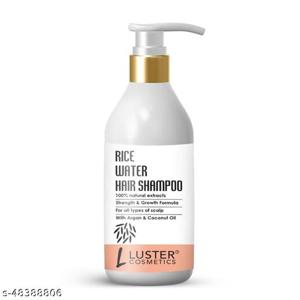 RICE
WATER
HAIR SHAMPOO
100% natural extracts
Strength & Growth Formula
For all types of scalp
With Argan & Coconut Oil
L LUSTER®
COSMETICS
s-48388806